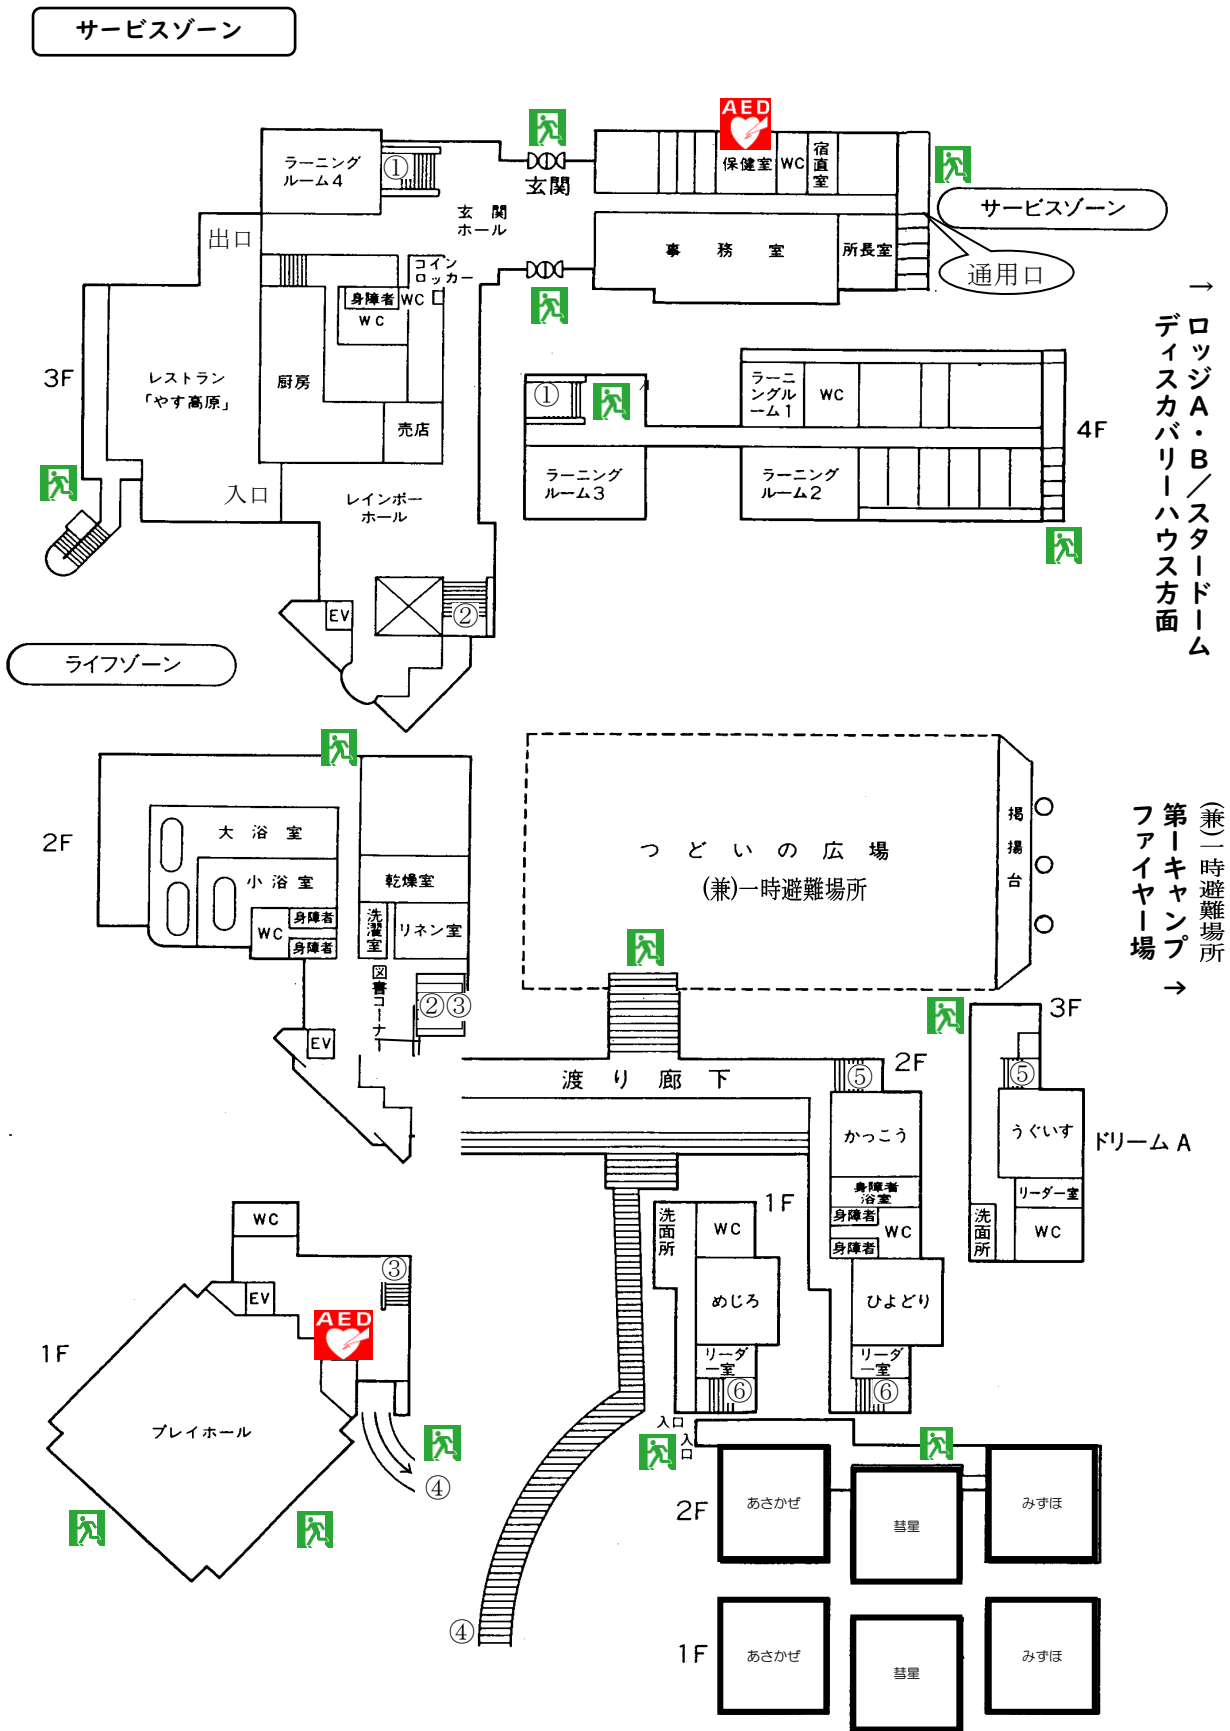 サービスゾーン
AED
ラーニング
ルーム4
①
玄関
保健室
WC
宿直室
サービスゾーン
玄関
ホール
出口
事務室
所長室
通用口
コイン
ロッカー
身障者
WC
WC
3F
レストラン
「やす高原」
厨房
売店
入口
レインボー
ホール
EV
②
①
ラーニ
ングル
ーム1
WC
4F
ラーニング
ルーム3
ラーニング
ルーム2
→
ロッジA・B/スタードーム
ディスカバリーハウス方面
ライフゾーン
2F
大浴室
小浴室
WC
身障者
身障者
乾燥室
洗濯室
リネン室
図書コーナー
②③
EV
つどいの広場
(兼)一時避難場所
掲揚台
(兼)一時避難場所
第一キャンプ
ファイヤー場
→
渡り廊下
2F
⑤
かっこう
身障者
浴室
身障者
WC
身障者
ひよどり
リーダ
ー室
⑥
3F
⑤
うぐいす
ドリームA
リーダー室
洗面所
WC
1F
洗面所
WC
めじろ
リーダ
ー室
⑥
入口
入口
WC
③
EV
AED
1F
プレイホール
④
④
2F
あさかぜ
彗星
みずほ
1F
あさかぜ
彗星
みずほ